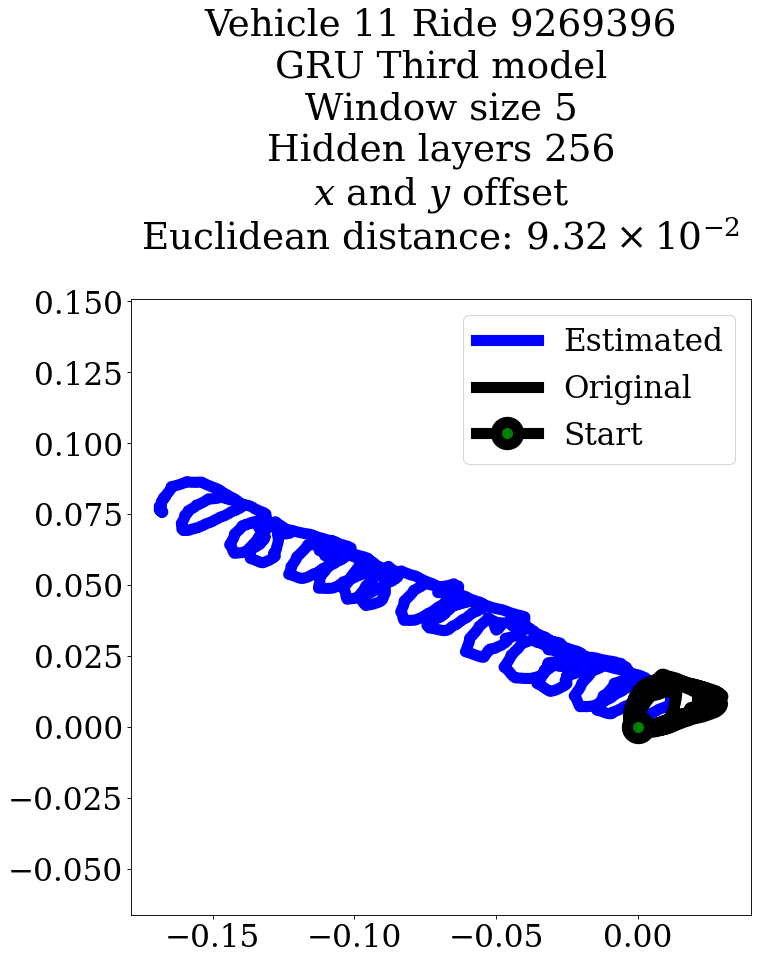 Vehicle 11 Ride 9269396
GRU Third model
Window size 5
Hidden layers 256
x and y offset
Euclidean distance: 9.32 × 10⁻²
0.150
Estimated
0.125
Original
0.100
Start
0.075
0.050
0.025
0.000
−0.025
−0.050
−0.15 −0.10 −0.05 0.00